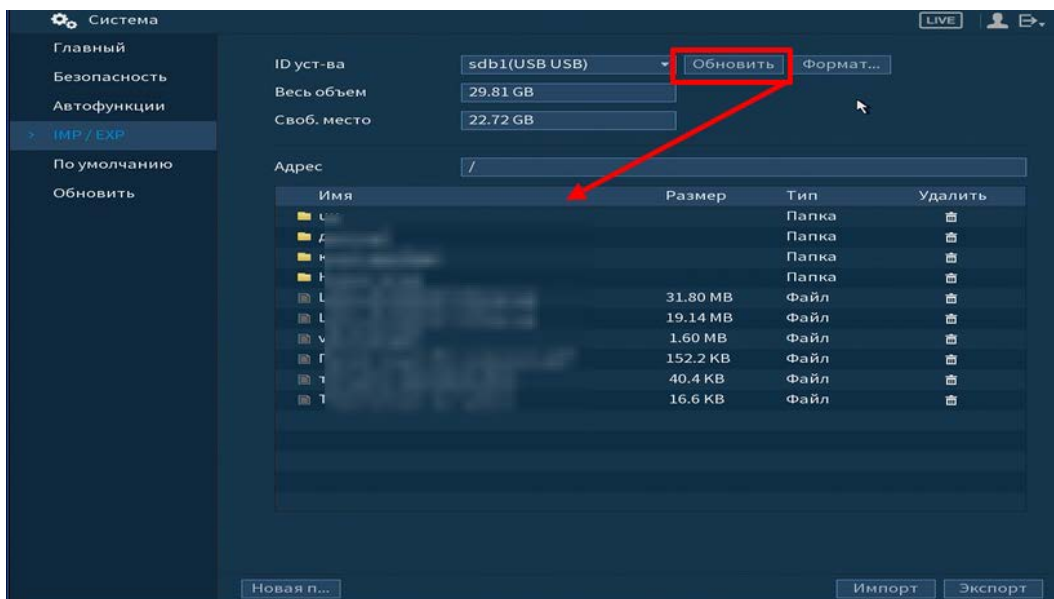 Система LIVE
Главный
Безопасность
Автофункции
IMP / EXP
По умолчанию
Обновить
ID уст-ва sdb1(USB USB) Обновить Формат...
Весь объем 29.81 GB
Своб. место 22.72 GB
Адрес /
Имя Размер Тип Удалить
Папка
Папка
Папка
Папка
31.80 MB Файл
19.14 MB Файл
1.60 MB Файл
152.2 KB Файл
40.4 KB Файл
16.6 KB Файл
Новая п... Импорт Экспорт